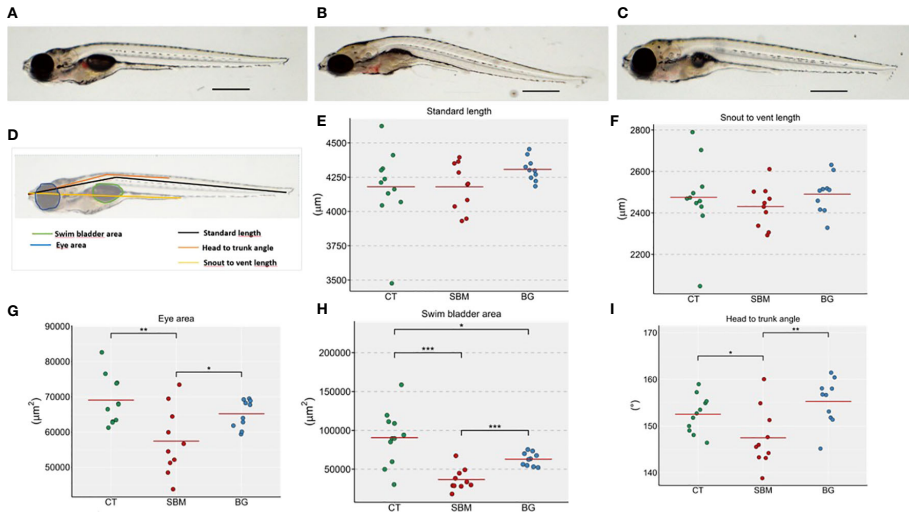 A
B
C
D
Swim bladder area
Eye area
Standard length
Head to trunk angle
Snout to vent length
E
Standard length
(µm)
4500
4250
4000
3750
3500
CT SBM BG
F
Snout to vent length
(µm)
2800
2600
2400
2200
CT SBM BG
G
Eye area
(µm²)
90000
80000
70000
60000
50000
**
*
CT SBM BG
H
Swim bladder area
(µm²)
200000
150000
100000
50000
*
***
***
CT SBM BG
I
Head to trunk angle
(°)
170
160
150
140
*
**
CT SBM BG